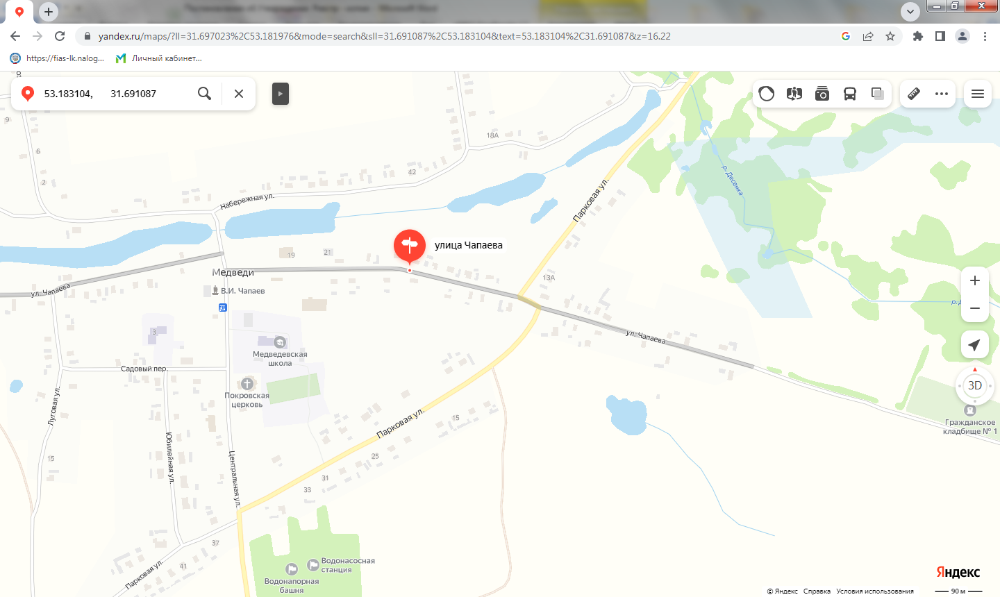 yandex.ru/maps/?ll=31.697023%2C53.181976&mode=search&sll=31.691087%2C53.183104&text=53.183104%2C31.691087&z=16.22
https://fias-lk.nalog...
Личный кабинет...
53.183104, 31.691087
9
6
2
18А
42
Набережная ул.
Парковая ул.
р. Десенка
улица Чапаева
19
21
Медведи
13А
ул. Чапаева
В.И. Чапаев
ул. Чапаева
3
Медведевская
школа
Садовый пер.
3D
Покровская
церковь
Луговая ул.
Парковая ул.
15
Гражданское
кладбище № 1
Юбилейная ул.
Центральная ул.
15
25
31
33
37
41
Парковая ул.
Водонасосная
станция
Водонапорная
башня
Яндекс
© Яндекс Справка Условия использования
90 м